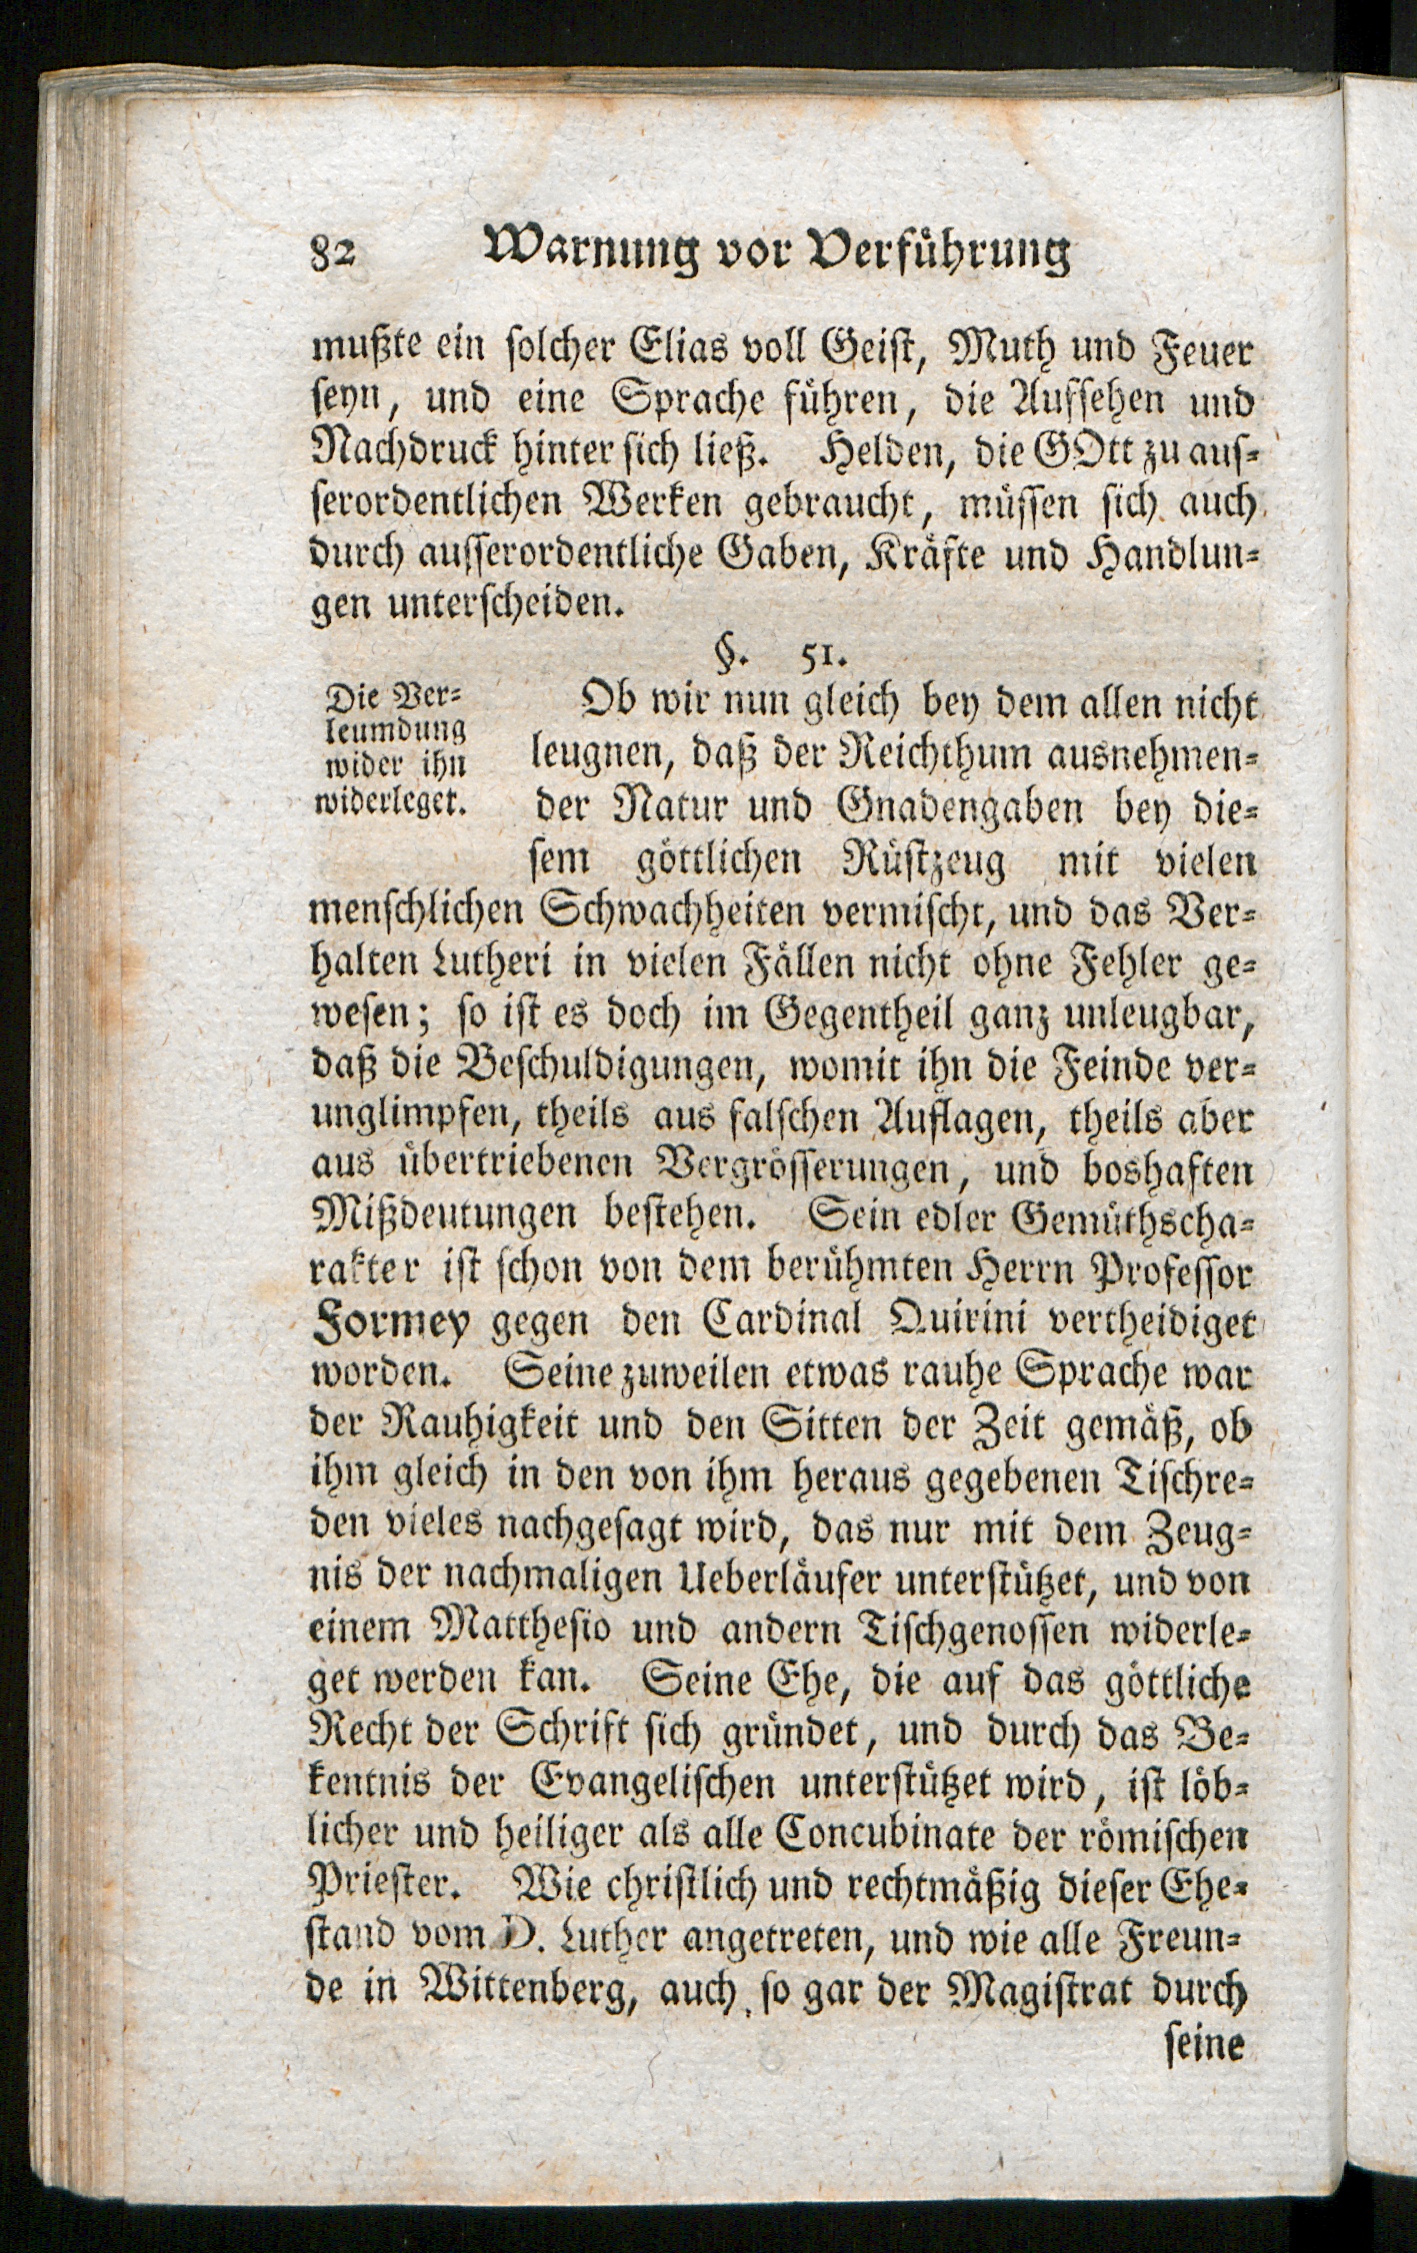 82 Warnung vor Verführung
mußte ein solcher Elias voll Geist, Muth und Feuer
seyn, und eine Sprache führen, die Aufsehen und
Nachdruck hinter sich ließ. Helden, die GOtt zu aus-
serordentlichen Werken gebraucht, müssen sich auch
durch ausserordentliche Gaben, Kräfte und Handlun-
gen unterscheiden.
§. 51.
Die Ver-
leumdung
wider ihn
widerleget.
Ob wir nun gleich bey dem allen nicht
leugnen, daß der Reichthum ausnehmen-
der Natur und Gnadengaben bey die-
sem göttlichen Rüstzeug mit vielen
menschlichen Schwachheiten vermischt, und das Ver-
halten Lutheri in vielen Fällen nicht ohne Fehler ge-
wesen; so ist es doch im Gegentheil ganz unleugbar,
daß die Beschuldigungen, womit ihn die Feinde ver-
unglimpfen, theils aus falschen Auflagen, theils aber
aus übertriebenen Vergrösserungen, und boshaften
Mißdeutungen bestehen. Sein edler Gemüthscha-
rakter ist schon von dem berühmten Herrn Professor
Formey gegen den Cardinal Quirini vertheidiget
worden. Seine zuweilen etwas rauhe Sprache war
der Rauhigkeit und den Sitten der Zeit gemäß, ob
ihm gleich in den von ihm heraus gegebenen Tischre-
den vieles nachgesagt wird, das nur mit dem Zeug-
nis der nachmaligen Ueberläufer unterstützet, und von
einem Matthesio und andern Tischgenossen widerle-
get werden kan. Seine Ehe, die auf das göttliche
Recht der Schrift sich gründet, und durch das Be-
kentnis der Evangelischen unterstützet wird, ist löb-
licher und heiliger als alle Concubinate der römischen
Priester. Wie christlich und rechtmäßig dieser Ehe-
stand vom D. Luther angetreten, und wie alle Freun-
de in Wittenberg, auch so gar der Magistrat durch
seine